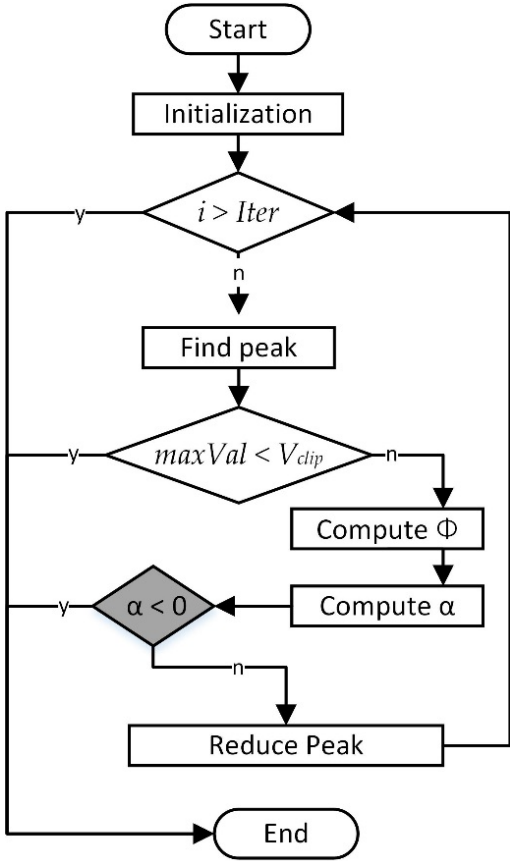 Start
Initialization
y
i > Iter
n
Find peak
y
maxVal < Vclip
n
Compute Φ
y
α < 0
Compute α
n
Reduce Peak
End